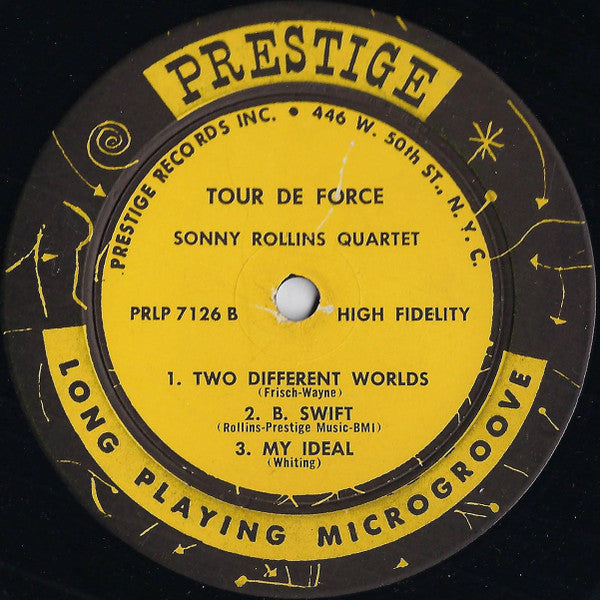 PRESTIGE
PRESTIGE RECORDS INC. • 446 W. 50th ST., N. Y. C.
TOUR DE FORCE
SONNY ROLLINS QUARTET
PRLP 7126 B HIGH FIDELITY
1. TWO DIFFERENT WORLDS
(Frisch-Wayne)
2. B. SWIFT
(Rollins-Prestige Music-BMI)
3. MY IDEAL
(Whiting)
LONG PLAYING MICROGROOVE